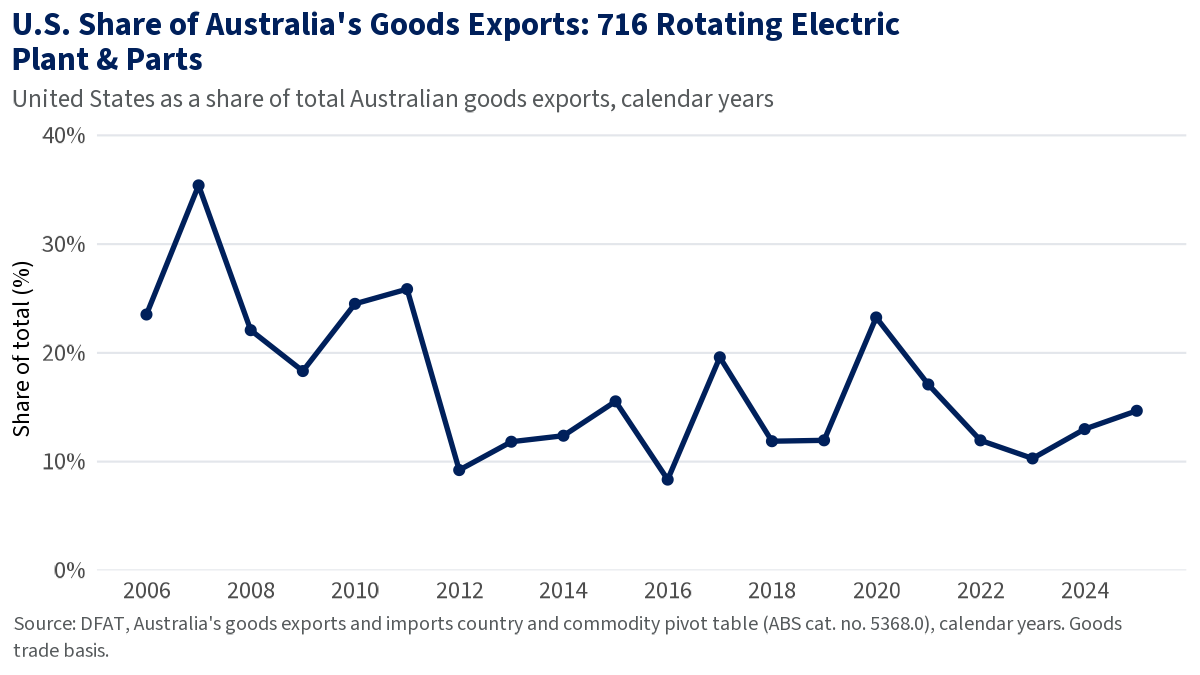 U.S. Share of Australia's Goods Exports: 716 Rotating Electric
Plant & Parts
United States as a share of total Australian goods exports, calendar years
Share of total (%)
40%
30%
20%
10%
0%
2006 2008 2010 2012 2014 2016 2018 2020 2022 2024
Source: DFAT, Australia's goods exports and imports country and commodity pivot table (ABS cat. no. 5368.0), calendar years. Goods
trade basis.